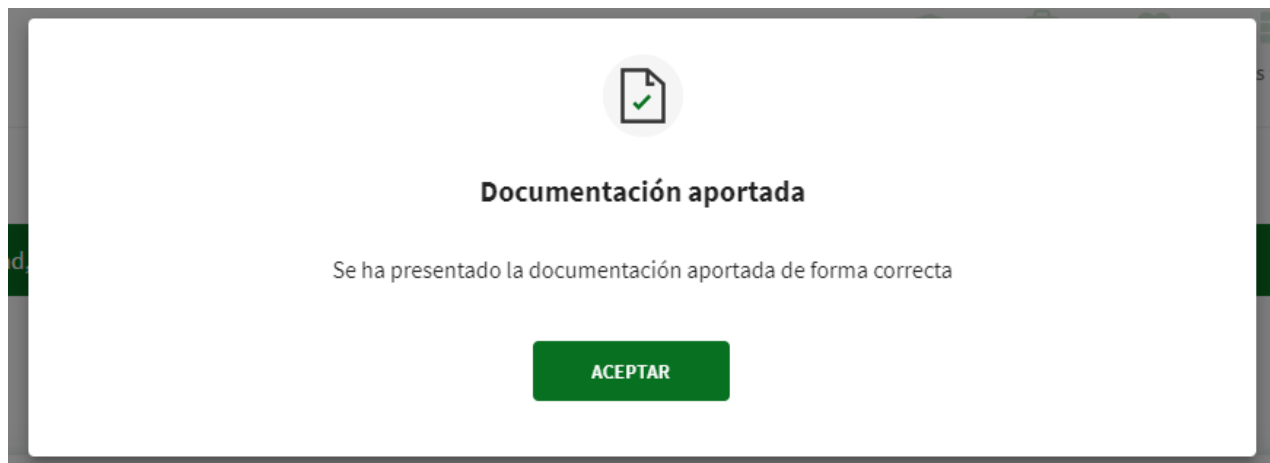 Documentación aportada
Se ha presentado la documentación aportada de forma correcta
ACEPTAR